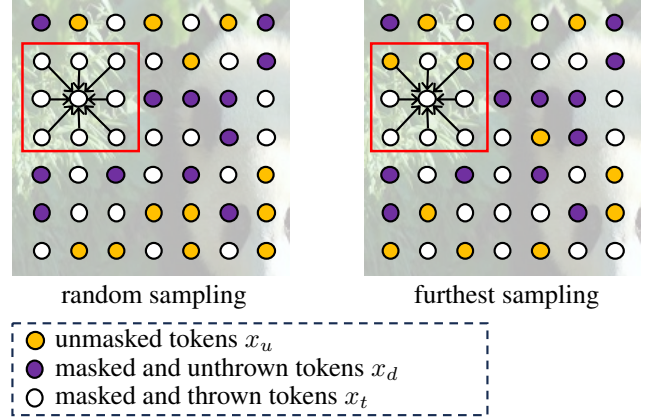 random sampling
furthest sampling
unmasked tokens x_u
masked and unthrown tokens x_d
masked and thrown tokens x_t